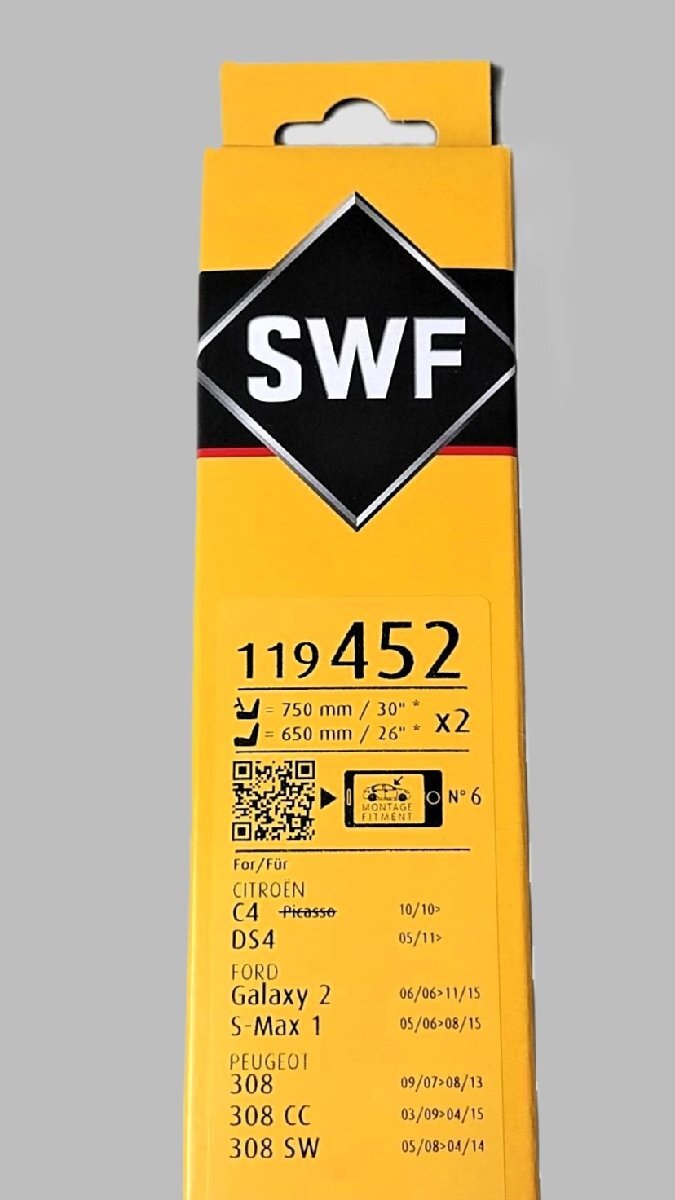 SWF
119 452
= 750 mm / 30" *
= 650 mm / 26" *
x2
MONTAGE
FITMENT
N° 6
For/Für
CITROËN
C4 Picasso 10/10>
DS4 05/11>
FORD
Galaxy 2 06/06>11/15
S-Max 1 05/06>08/15
PEUGEOT
308 09/07>08/13
308 CC 03/09>04/15
308 SW 05/08>04/14